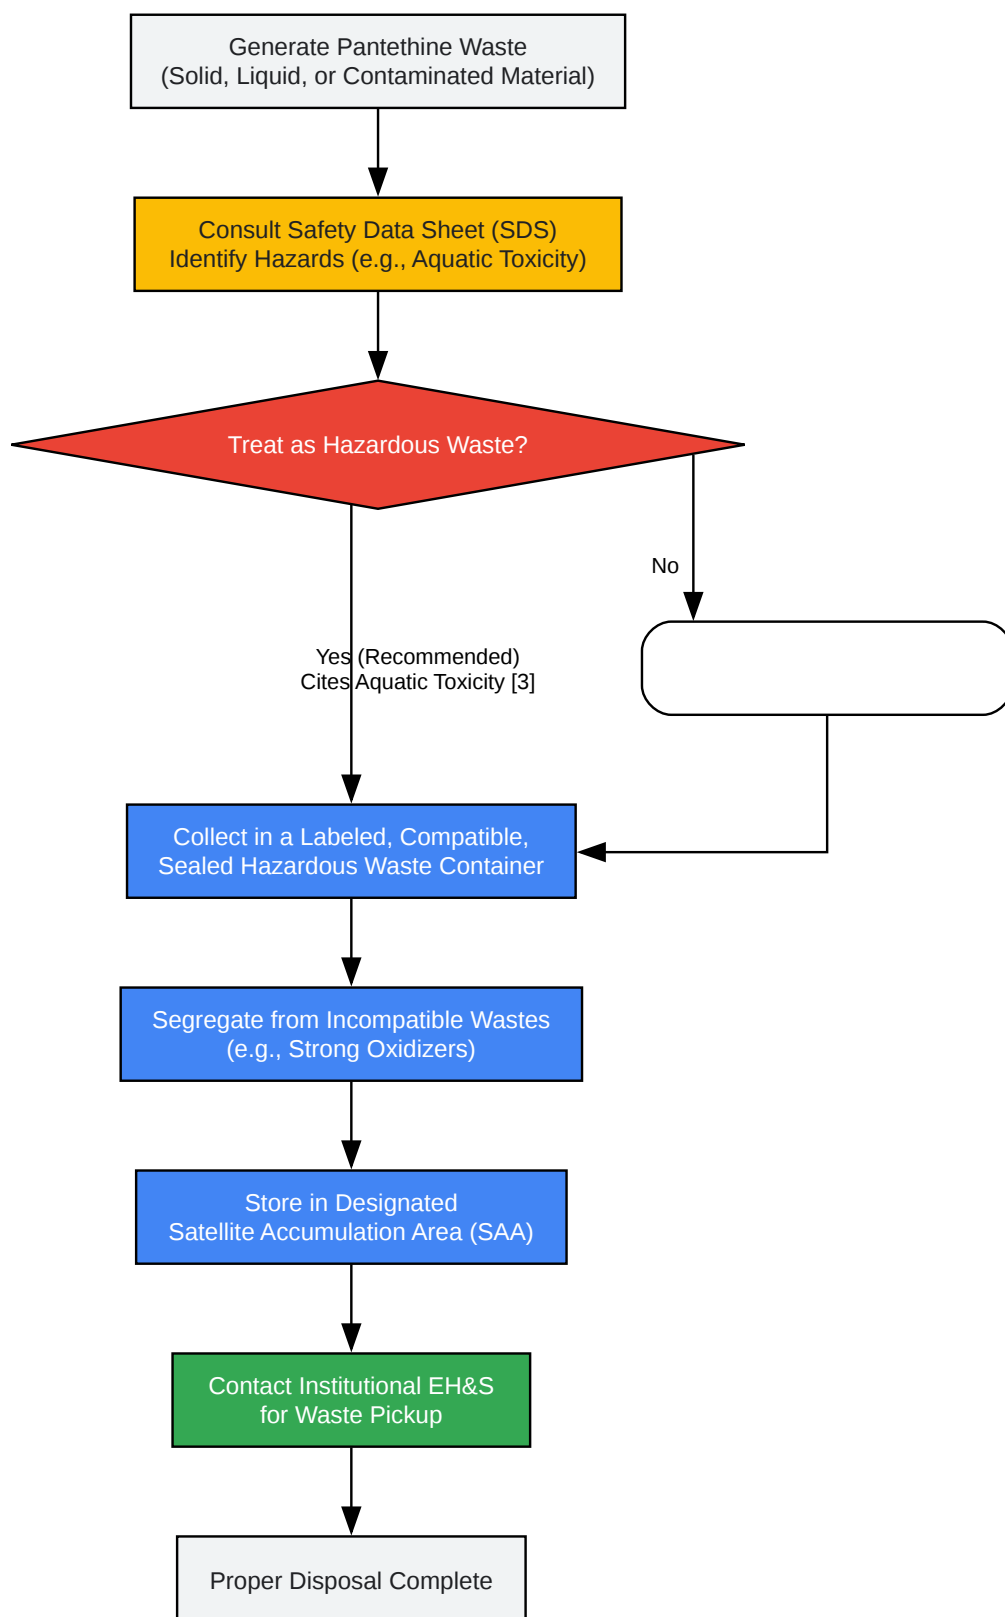 Generate Pantethine Waste
(Solid, Liquid, or Contaminated Material)
Consult Safety Data Sheet (SDS)
Identify Hazards (e.g., Aquatic Toxicity)
Treat as Hazardous Waste?
No
Yes (Recommended)
Cites Aquatic Toxicity [3]
Collect in a Labeled, Compatible,
Sealed Hazardous Waste Container
Segregate from Incompatible Wastes
(e.g., Strong Oxidizers)
Store in Designated
Satellite Accumulation Area (SAA)
Contact Institutional EH&S
for Waste Pickup
Proper Disposal Complete